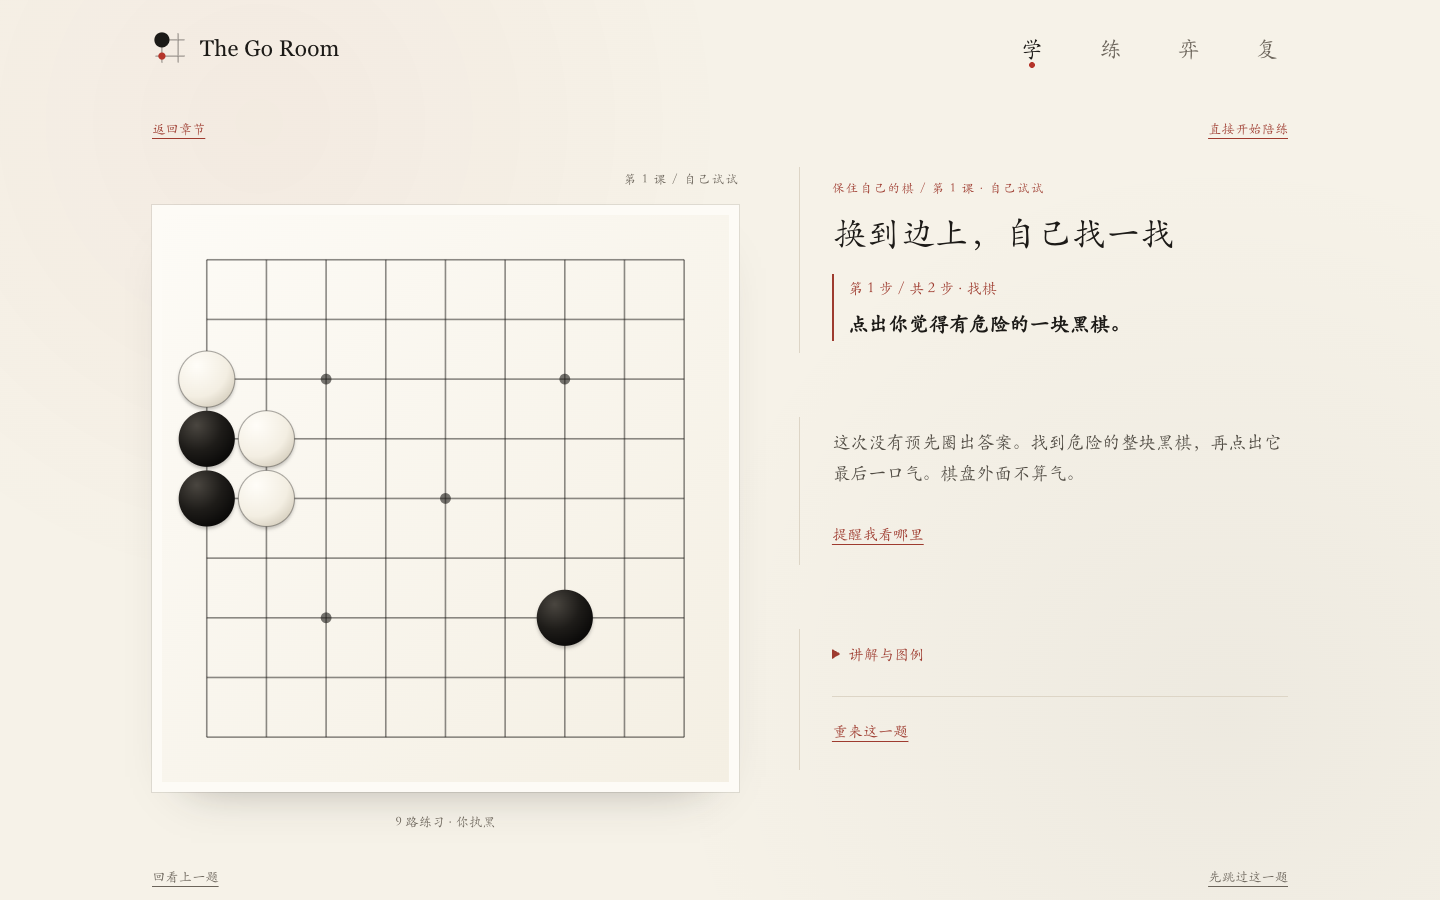 The Go Room
学 练 弈 复
返回章节
直接开始陪练
第 1 课 / 自己试试
保住自己的棋 / 第 1 课 · 自己试试
换到边上，自己找一找
第 1 步 / 共 2 步 · 找棋
点出你觉得有危险的一块黑棋。
这次没有预先圈出答案。找到危险的整块黑棋，再点出它
最后一口气。棋盘外面不算气。
提醒我看哪里
讲解与图例
重来这一题
9 路练习 · 你执黑
回看上一题
先跳过这一题